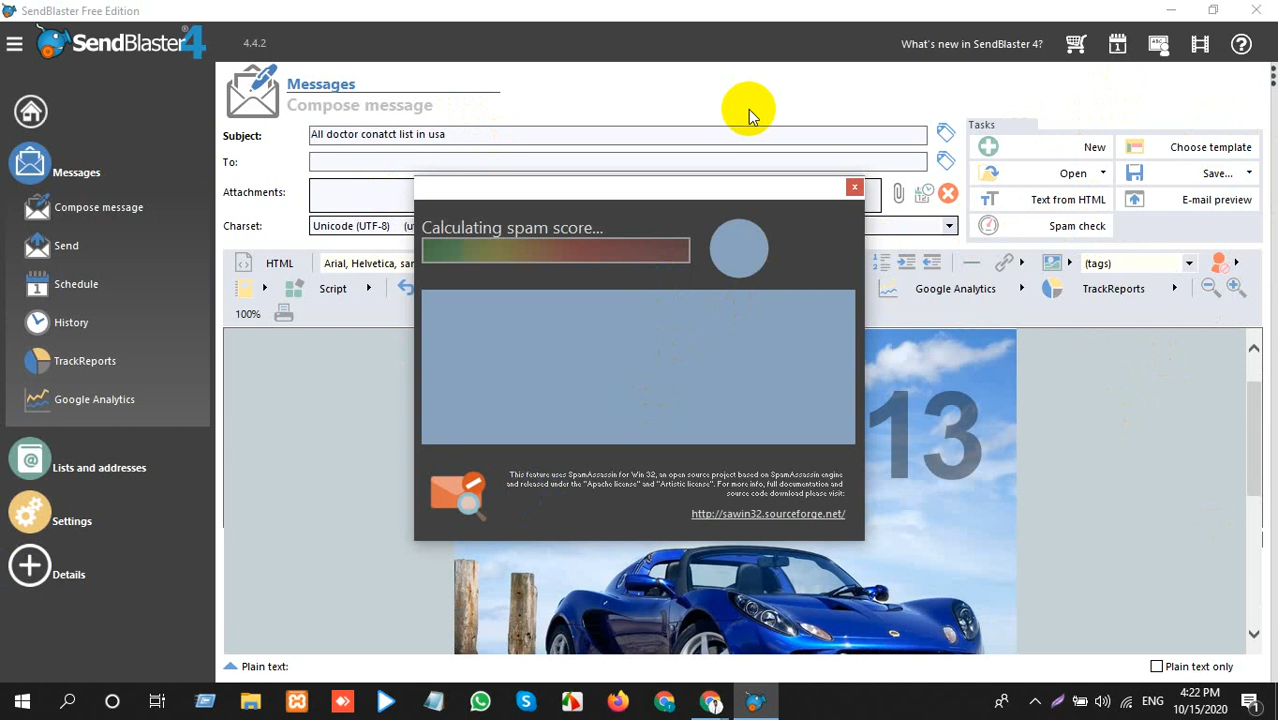 SendBlaster Free Edition
SendBlaster 4
4.4.2
What's new in SendBlaster 4?
Messages
Compose message
Subject:
All doctor conatct list in usa
To:
Attachments:
Charset:
Unicode (UTF-8)
Tasks
New
Choose template
Open
Save...
Text from HTML
E-mail preview
Spam check
HTML
Arial, Helvetica, san
(tags)
Script
Google Analytics
TrackReports
100%
Messages
Compose message
Send
Schedule
History
TrackReports
Google Analytics
Lists and addresses
Settings
Details
Calculating spam score...
This feature uses SpamAssassin for Win 32, an open source project based on SpamAssassin engine
and released under the "Apache license" and "Artistic license". For more info, full documentation and
source code download please visit:
http://sawin32.sourceforge.net/
13
Plain text:
Plain text only
ENG
4:22 PM
10/15/2020